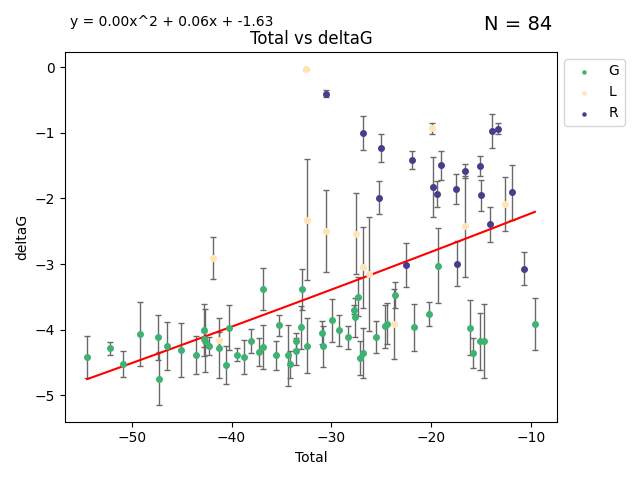 y = 0.00x^2 + 0.06x + -1.63
N = 84
Total vs deltaG
G
L
R
deltaG
0
−1
−2
−3
−4
−5
−50 −40 −30 −20 −10
Total